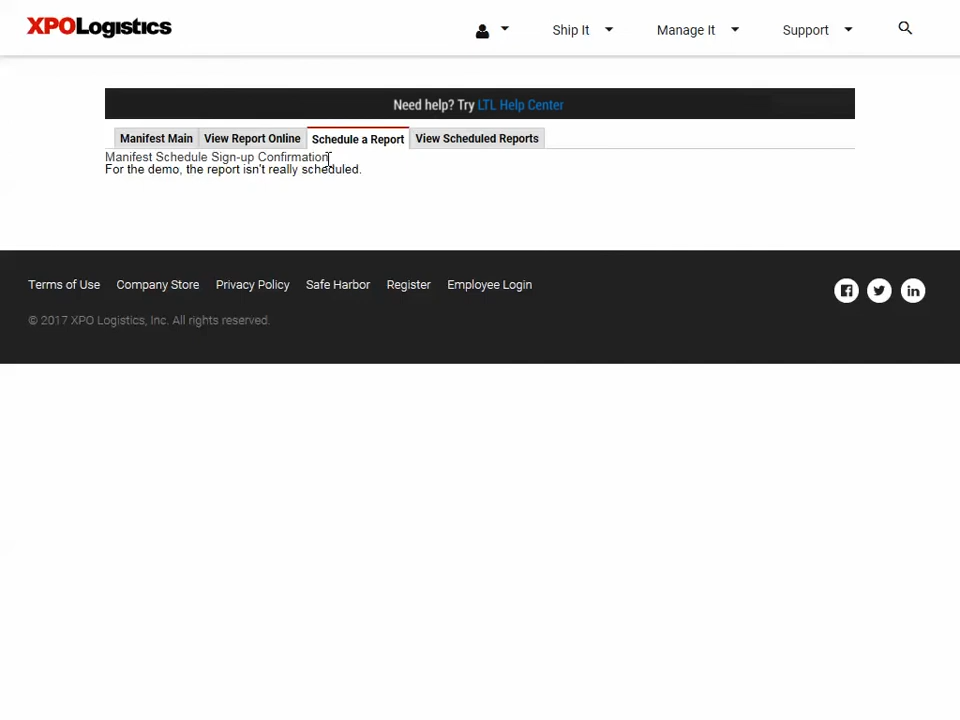 XPOLogistics
Ship It
Manage It
Support
Need help? Try LTL Help Center
Manifest Main
View Report Online
Schedule a Report
View Scheduled Reports
Manifest Schedule Sign-up Confirmation
For the demo, the report isn't really scheduled.
Terms of Use
Company Store
Privacy Policy
Safe Harbor
Register
Employee Login
© 2017 XPO Logistics, Inc. All rights reserved.